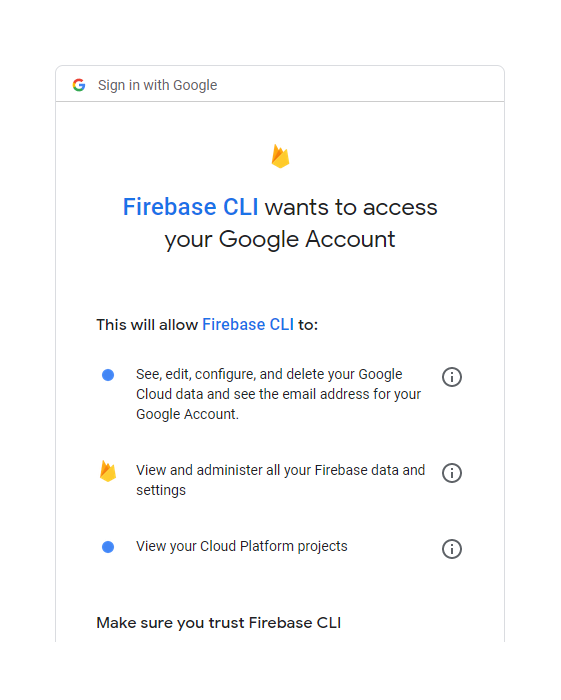 Sign in with Google
Firebase CLI wants to access
your Google Account
This will allow Firebase CLI to:
See, edit, configure, and delete your Google
Cloud data and see the email address for your
Google Account.
View and administer all your Firebase data and
settings
View your Cloud Platform projects
Make sure you trust Firebase CLI